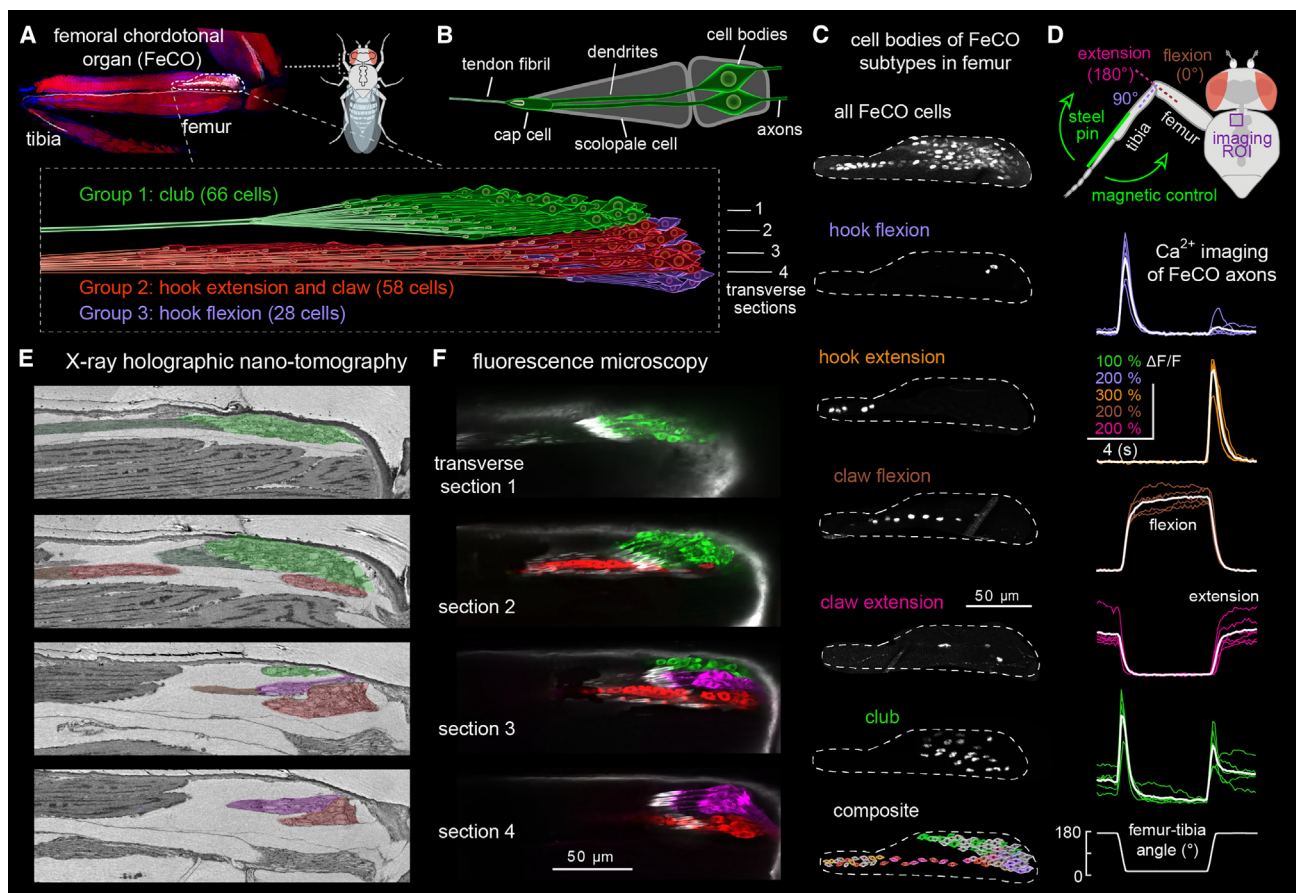 A
femoral chordotonal
organ (FeCO)
tibia
femur
B
cell bodies
dendrites
tendon fibril
cap cell
scolopale cell
axons
Group 1: club (66 cells)
1
2
3
4
transverse
sections
Group 2: hook extension and claw (58 cells)
Group 3: hook flexion (28 cells)
C
cell bodies of FeCO
subtypes in femur
all FeCO cells
hook flexion
hook extension
claw flexion
claw extension
50 µm
club
composite
D
extension
(180°)
flexion
(0°)
90°
steel
pin
tibia
femur
imaging
ROI
magnetic control
Ca2+ imaging
of FeCO axons
100 % ΔF/F
200 %
300 %
200 %
200 %
4 (s)
flexion
extension
180
0
femur-tibia
angle (°)
E
X-ray holographic nano-tomography
F
fluorescence microscopy
transverse
section 1
section 2
section 3
section 4
50 µm